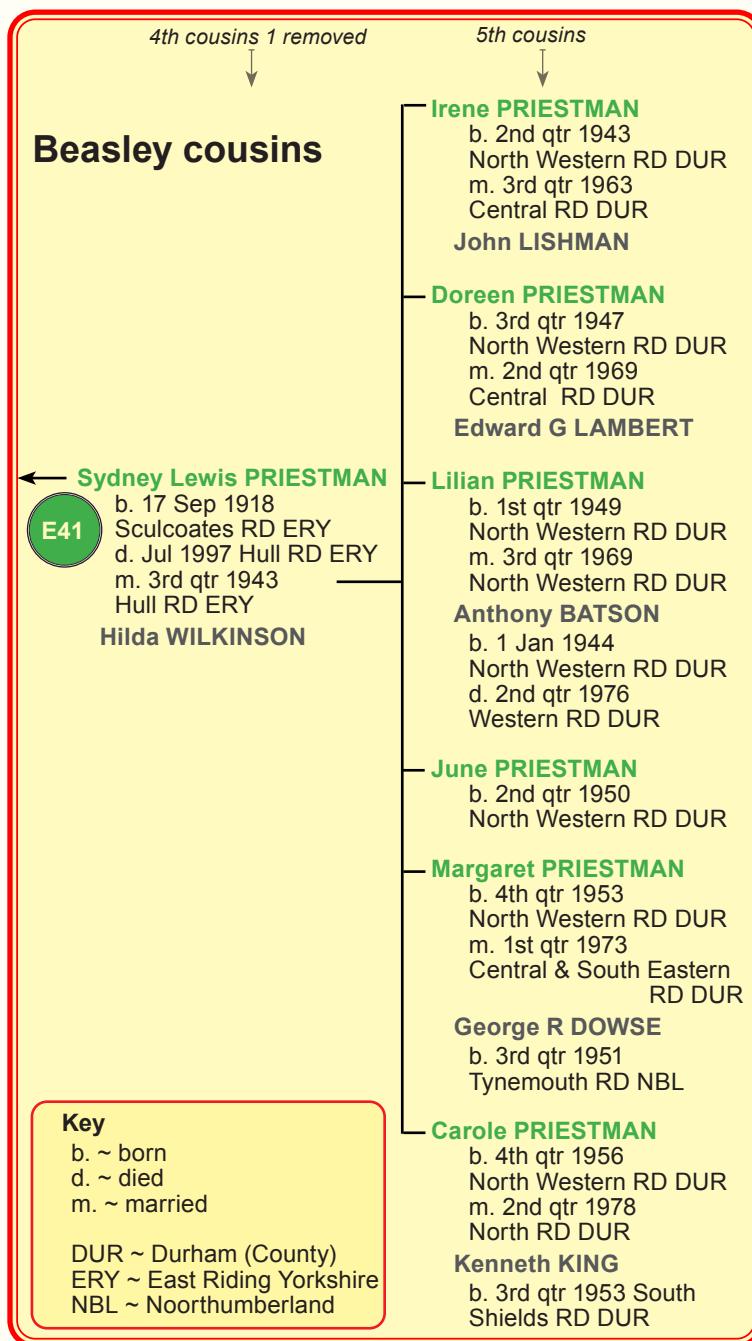 4th cousins 1 removed
5th cousins
Beasley cousins
Sydney Lewis PRIESTMAN
E41
b. 17 Sep 1918
Sculcoates RD ERY
d. Jul 1997 Hull RD ERY
m. 3rd qtr 1943
Hull RD ERY
Hilda WILKINSON
Irene PRIESTMAN
b. 2nd qtr 1943
North Western RD DUR
m. 3rd qtr 1963
Central RD DUR
John LISHMAN
Doreen PRIESTMAN
b. 3rd qtr 1947
North Western RD DUR
m. 2nd qtr 1969
Central RD DUR
Edward G LAMBERT
Lilian PRIESTMAN
b. 1st qtr 1949
North Western RD DUR
m. 3rd qtr 1969
North Western RD DUR
Anthony BATSON
b. 1 Jan 1944
North Western RD DUR
d. 2nd qtr 1976
Western RD DUR
June PRIESTMAN
b. 2nd qtr 1950
North Western RD DUR
Margaret PRIESTMAN
b. 4th qtr 1953
North Western RD DUR
m. 1st qtr 1973
Central & South Eastern
RD DUR
George R DOWSE
b. 3rd qtr 1951
Tynemouth RD NBL
Carole PRIESTMAN
b. 4th qtr 1956
North Western RD DUR
m. 2nd qtr 1978
North RD DUR
Kenneth KING
b. 3rd qtr 1953 South
Shields RD DUR
Key
b. ~ born
d. ~ died
m. ~ married
DUR ~ Durham (County)
ERY ~ East Riding Yorkshire
NBL ~ Noorthumberland